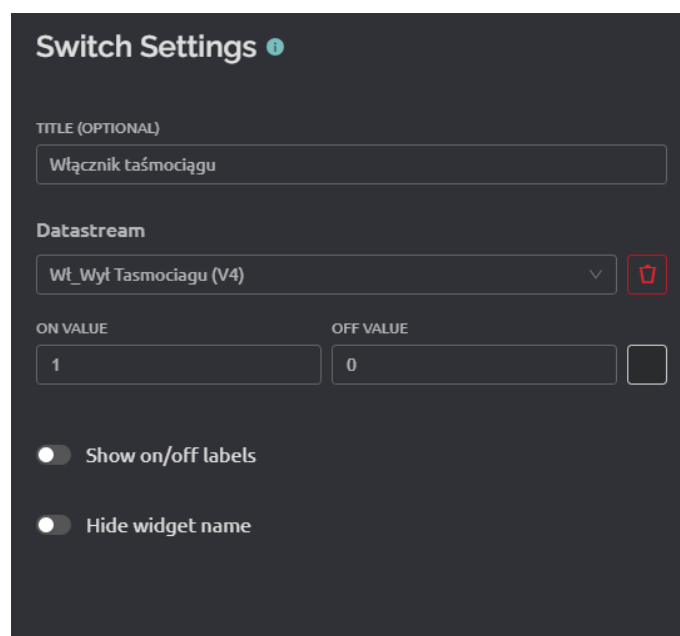 Switch Settings
TITLE (OPTIONAL)
Włącznik taśmociągu
Datastream
Wł_Wył Tasmociagu (V4)
ON VALUE OFF VALUE
1 0
Show on/off labels
Hide widget name